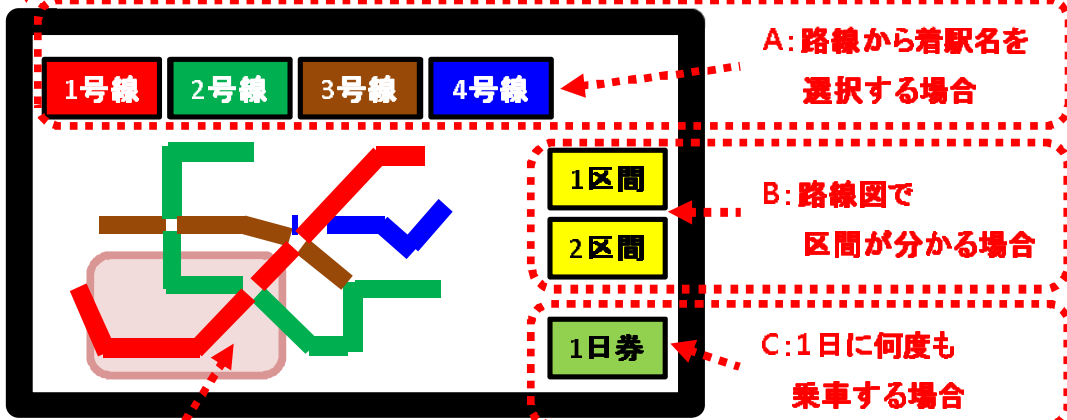 1号線 2号線 3号線 4号線
A:路線から着駅名を
選択する場合
1区間
2区間
B:路線図で
区間が分かる場合
1日券
C:1日に何度も
乗車する場合